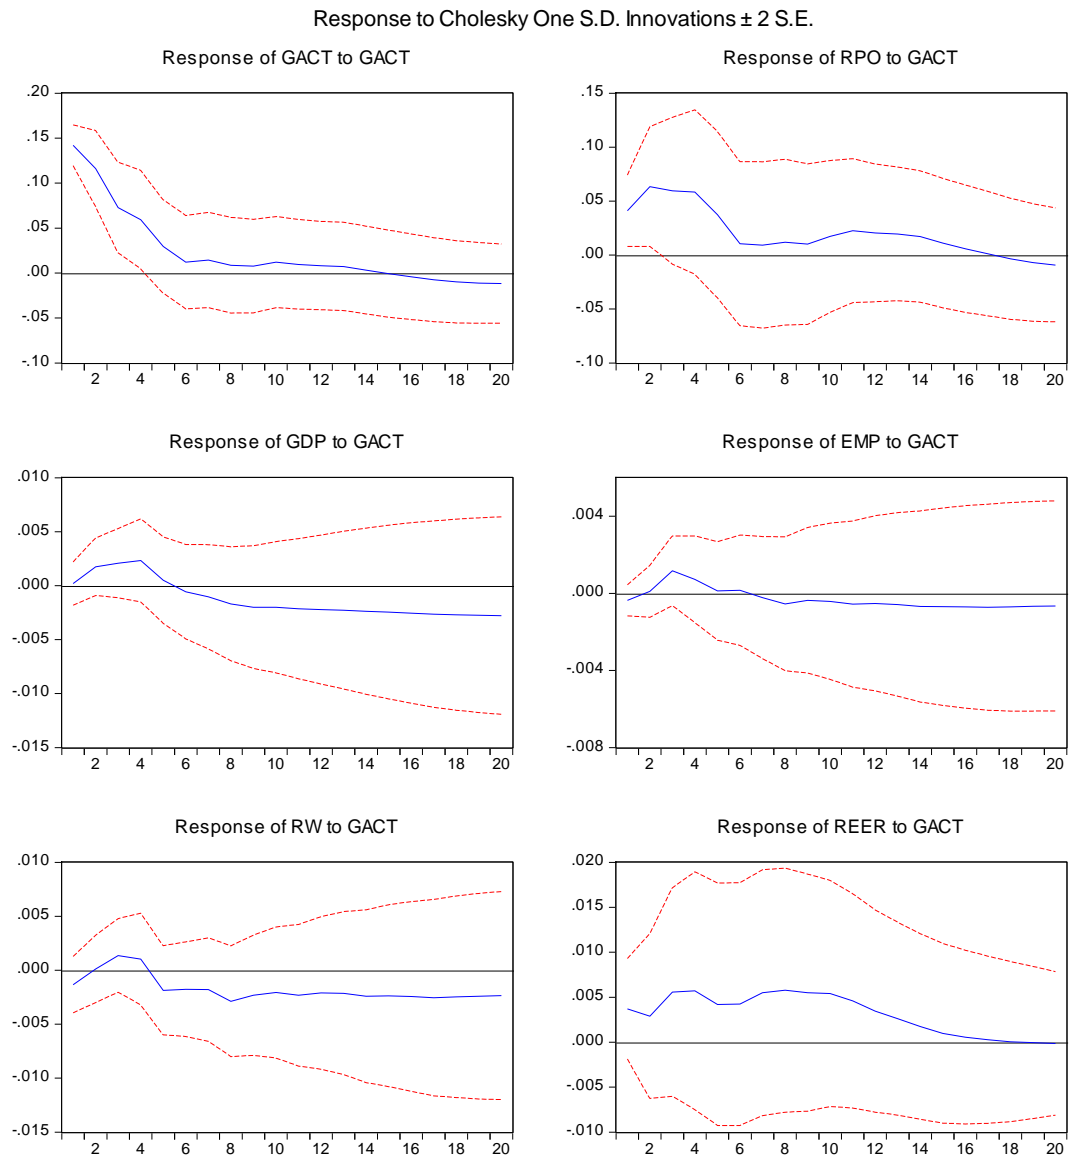 Response to Cholesky One S.D. Innovations ± 2 S.E.
Response of GACT to GACT
.20
.15
.10
.05
.00
-.05
-.10
2 4 6 8 10 12 14 16 18 20
Response of RPO to GACT
.15
.10
.05
.00
-.05
-.10
2 4 6 8 10 12 14 16 18 20
Response of GDP to GACT
.010
.005
.000
-.005
-.010
-.015
2 4 6 8 10 12 14 16 18 20
Response of EMP to GACT
.004
.000
-.004
-.008
2 4 6 8 10 12 14 16 18 20
Response of RW to GACT
.010
.005
.000
-.005
-.010
-.015
2 4 6 8 10 12 14 16 18 20
Response of REER to GACT
.020
.015
.010
.005
.000
-.005
-.010
2 4 6 8 10 12 14 16 18 20